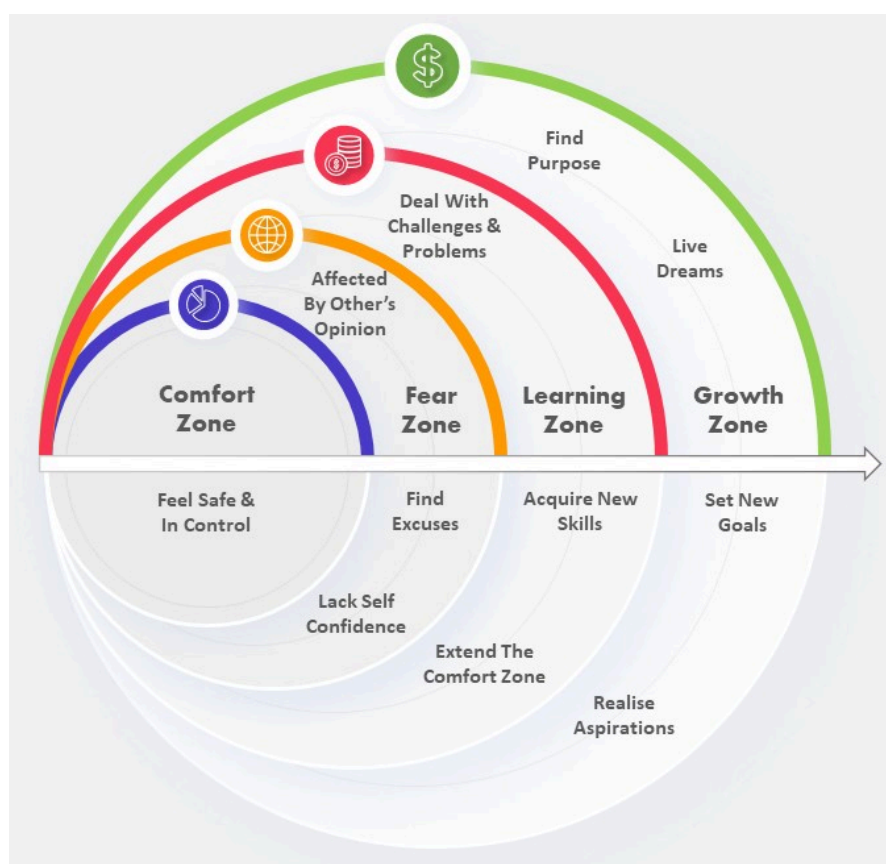 Find
Purpose
Deal With
Challenges &
Problems
Live
Dreams
Affected
By Other's
Opinion
Comfort
Zone
Fear
Zone
Learning
Zone
Growth
Zone
Feel Safe &
In Control
Find
Excuses
Acquire New
Skills
Set New
Goals
Lack Self
Confidence
Extend The
Comfort Zone
Realise
Aspirations